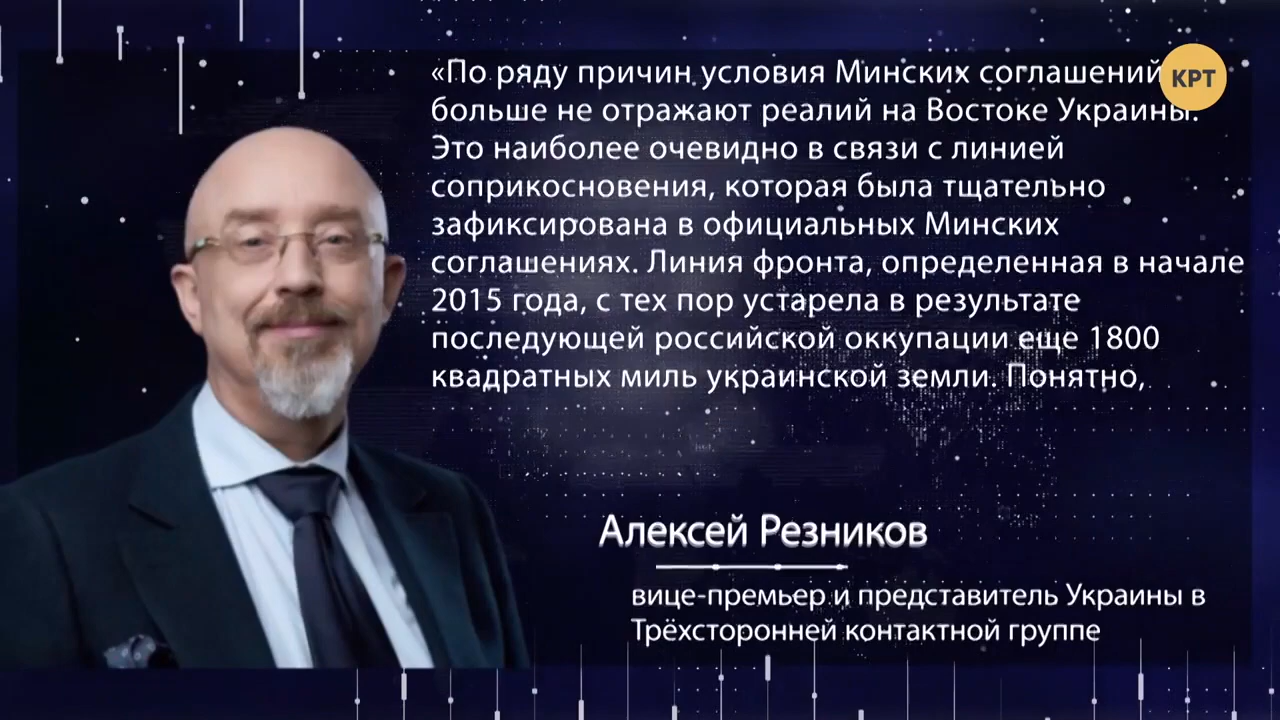 «По ряду причин условия Минских соглашений
больше не отражают реалий на Востоке Украины.
Это наиболее очевидно в связи с линией
соприкосновения, которая была тщательно
зафиксирована в официальных Минских
соглашениях. Линия фронта, определенная в начале
2015 года, с тех пор устарела в результате
последующей российской оккупации еще 1800
квадратных миль украинской земли. Понятно,
КРТ
Алексей Резников
вице-премьер и представитель Украины в
Трёхсторонней контактной группе